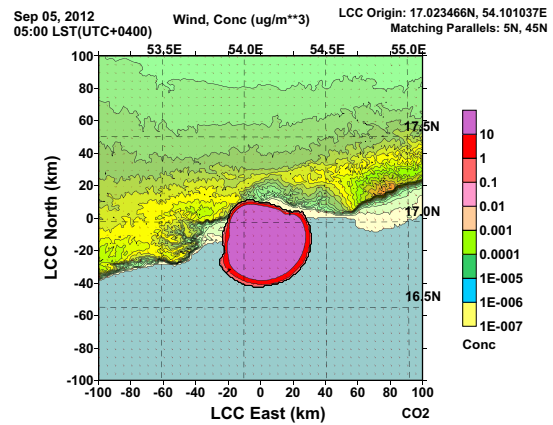 Sep 05, 2012
05:00 LST(UTC+0400)
Wind, Conc (ug/m**3)
LCC Origin: 17.023466N, 54.101037E
Matching Parallels: 5N, 45N
53.5E 54.0E 54.5E 55.0E
100
80
60
40
20
0
-20
-40
-60
-80
-100
LCC North (km)
17.5N
17.0N
16.5N
-100 -80 -60 -40 -20 0 20 40 60 80 100
LCC East (km)
CO2
10
1
0.1
0.01
0.001
0.0001
1E-005
1E-006
1E-007
Conc